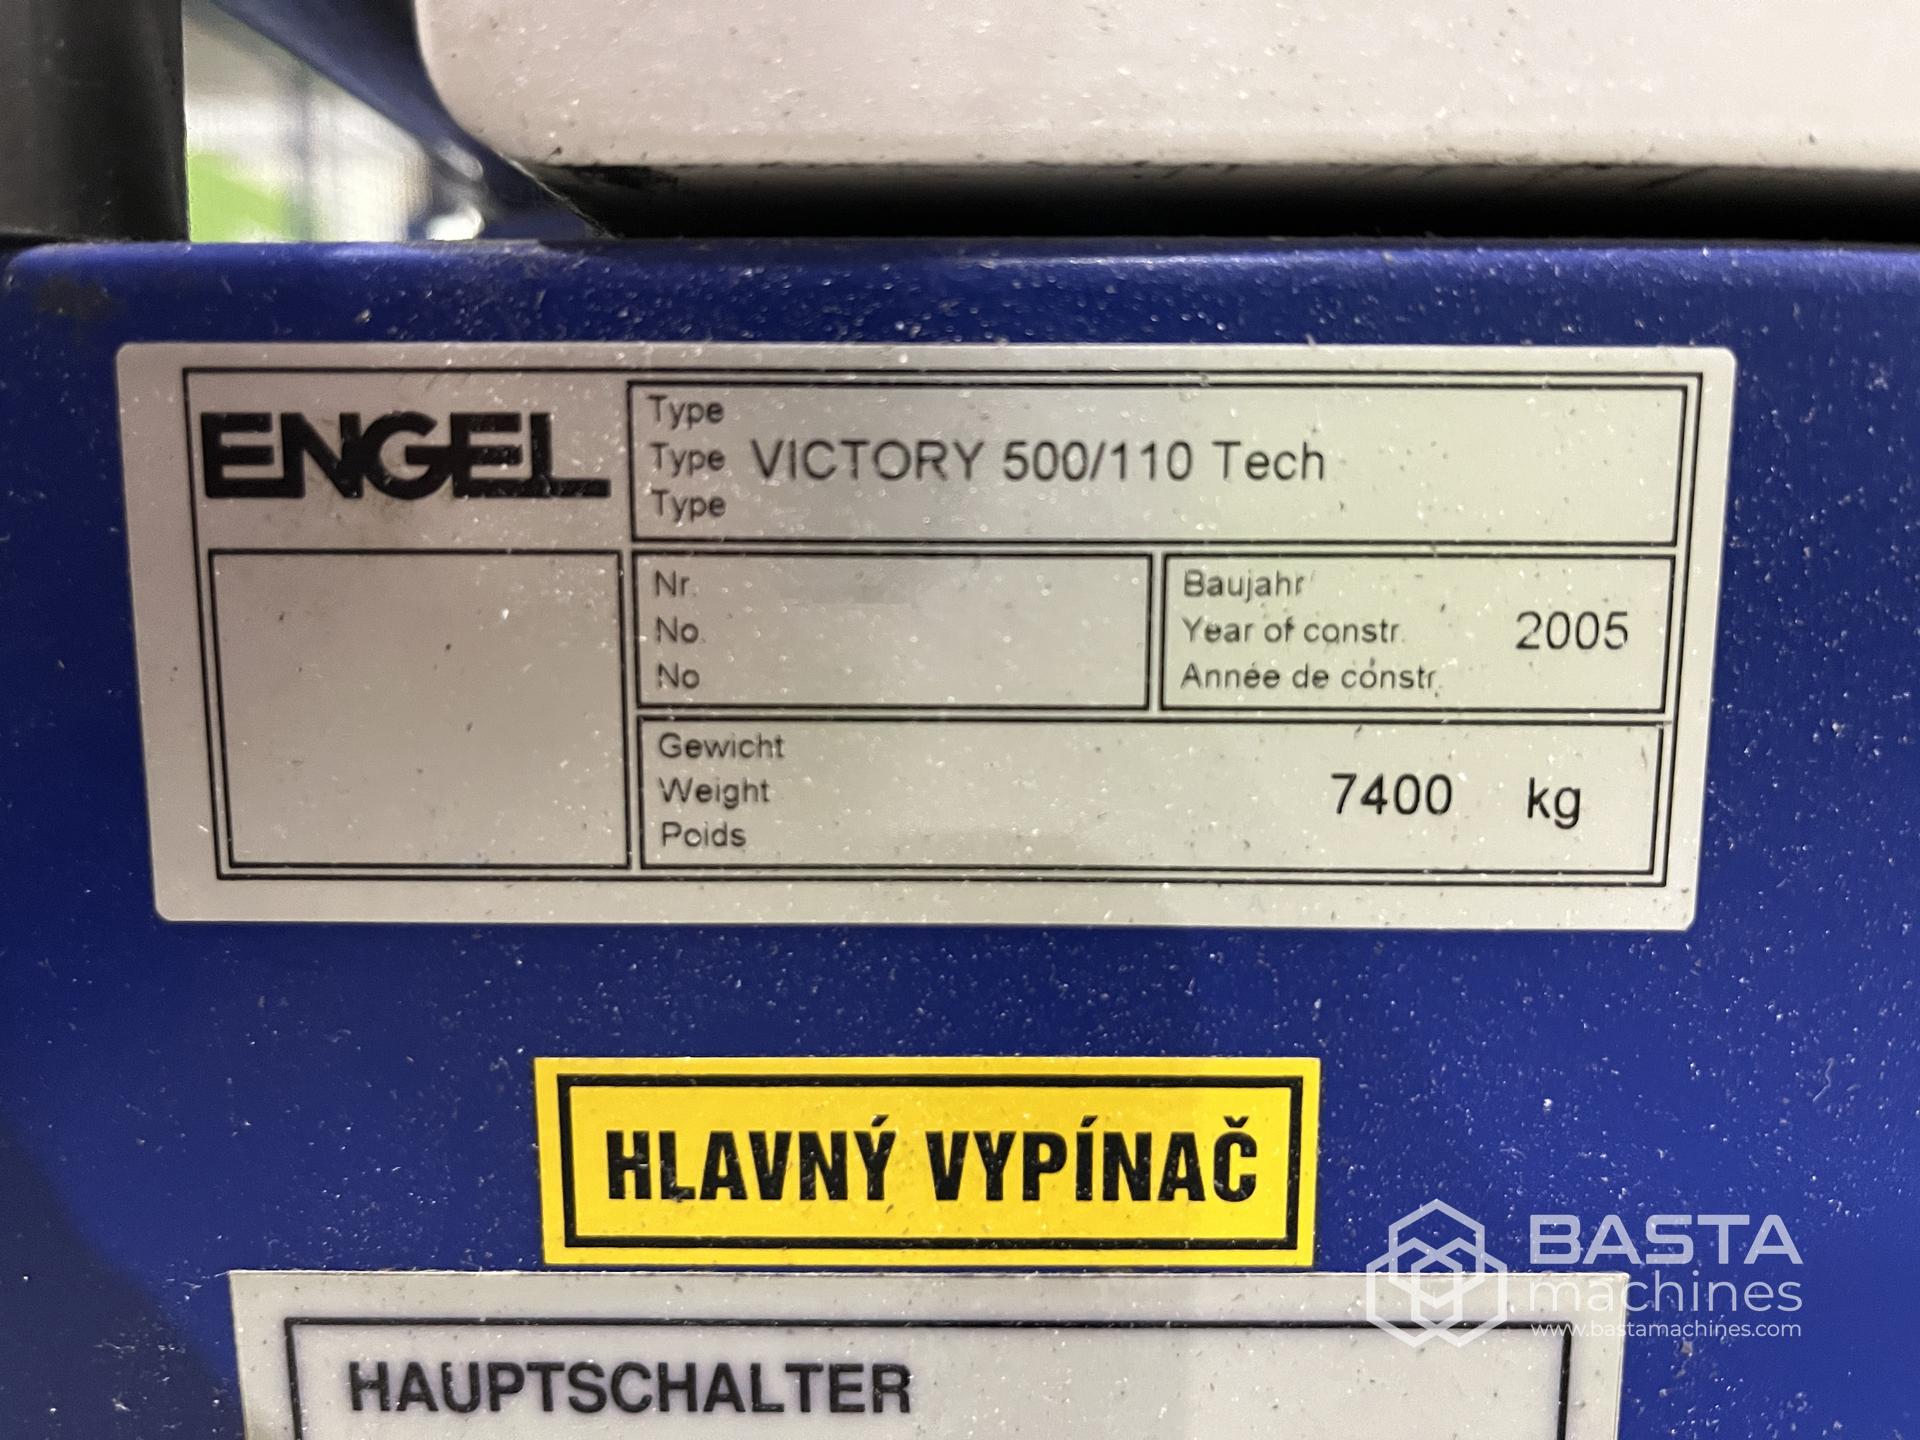 ENGEL
Type
Type VICTORY 500/110 Tech
Type
Nr.
No.
No
Baujahr
Year of constr. 2005
Année de constr.
Gewicht
Weight 7400 kg
Poids
HLAVNÝ VYPÍNAČ
HAUPTSCHALTER
BASTA
machines
www.bastamachines.com